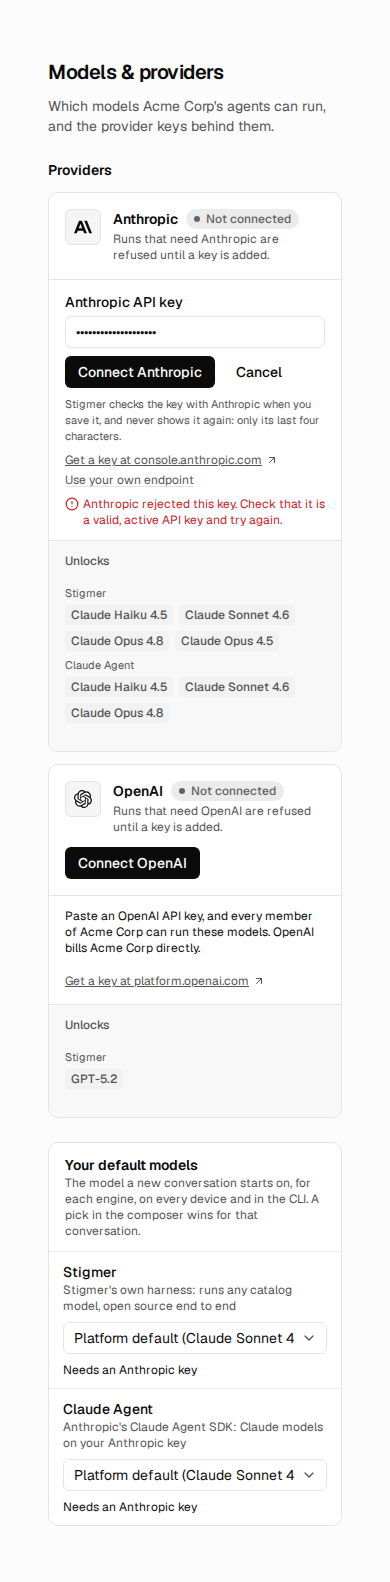 Models & providers
Which models Acme Corp's agents can run,
and the provider keys behind them.
Providers
Anthropic
Not connected
Runs that need Anthropic are
refused until a key is added.
Anthropic API key
••••••••••••••••••••
Connect Anthropic
Cancel
Stigmer checks the key with Anthropic when you
save it, and never shows it again: only its last four
characters.
Get a key at console.anthropic.com
Use your own endpoint
Anthropic rejected this key. Check that it is
a valid, active API key and try again.
Unlocks
Stigmer
Claude Haiku 4.5
Claude Sonnet 4.6
Claude Opus 4.8
Claude Opus 4.5
Claude Agent
Claude Haiku 4.5
Claude Sonnet 4.6
Claude Opus 4.8
OpenAI
Not connected
Runs that need OpenAI are refused
until a key is added.
Connect OpenAI
Paste an OpenAI API key, and every member
of Acme Corp can run these models. OpenAI
bills Acme Corp directly.
Get a key at platform.openai.com
Unlocks
Stigmer
GPT-5.2
Your default models
The model a new conversation starts on, for
each engine, on every device and in the CLI. A
pick in the composer wins for that
conversation.
Stigmer
Stigmer's own harness: runs any catalog
model, open source end to end
Platform default (Claude Sonnet 4
Needs an Anthropic key
Claude Agent
Anthropic's Claude Agent SDK: Claude models
on your Anthropic key
Platform default (Claude Sonnet 4
Needs an Anthropic key